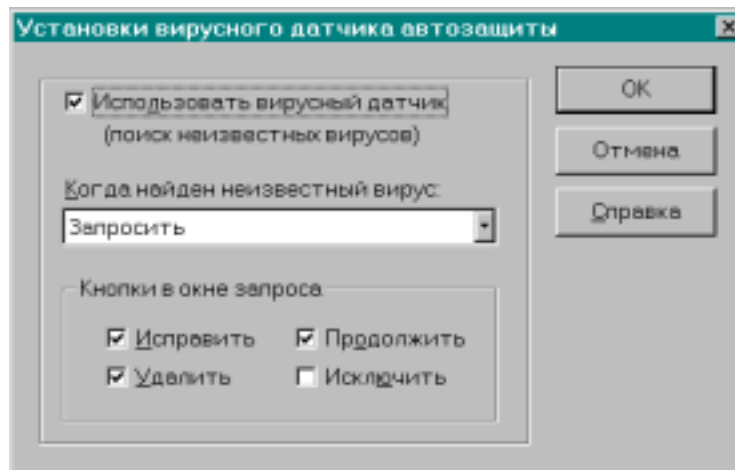 Установки вирусного датчика автозащиты
Использовать вирусный датчик
(поиск неизвестных вирусов)
Когда найден неизвестный вирус:
Запросить
Кнопки в окне запроса
Исправить
Продолжить
Удалить
Исключить
OK
Отмена
Справка